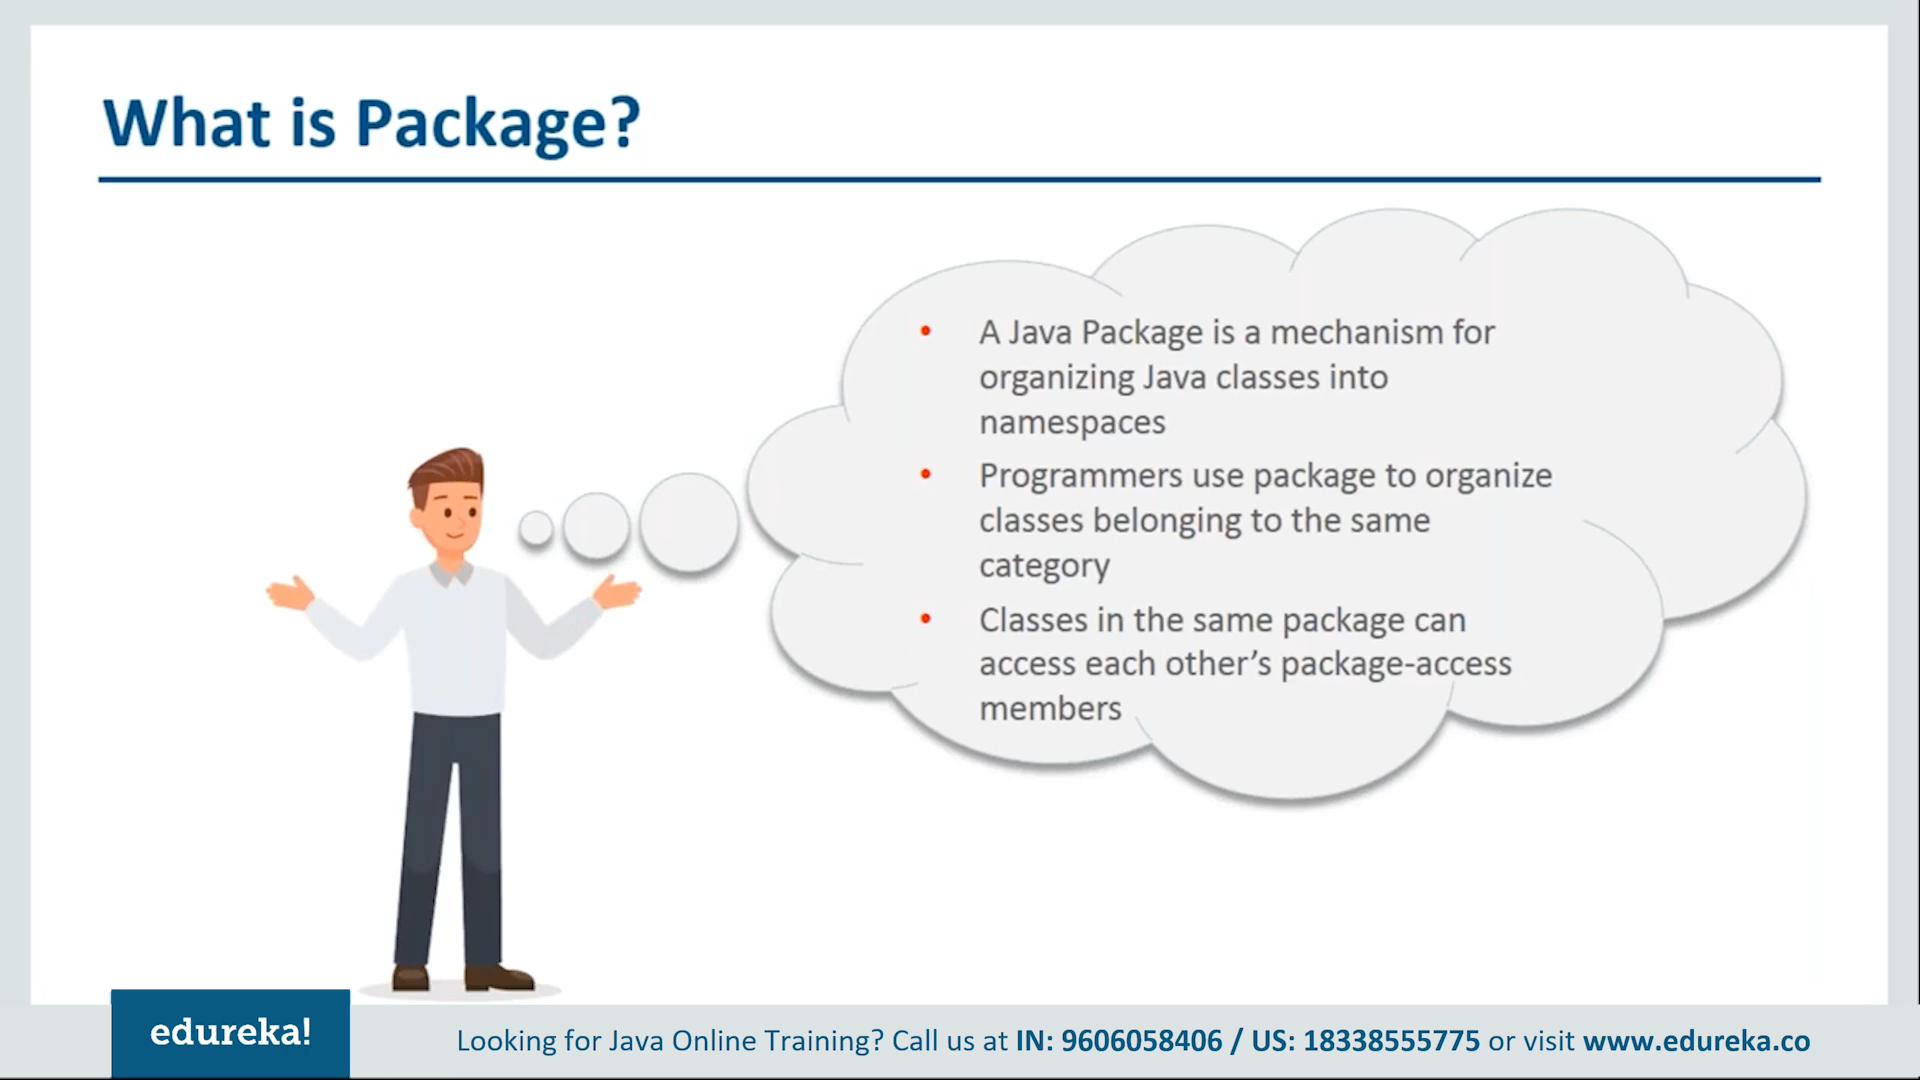 What is Package?
• A Java Package is a mechanism for
organizing Java classes into
namespaces
• Programmers use package to organize
classes belonging to the same
category
• Classes in the same package can
access each other’s package-access
members
edureka!
Looking for Java Online Training? Call us at IN: 9606058406 / US: 18338555775 or visit www.edureka.co